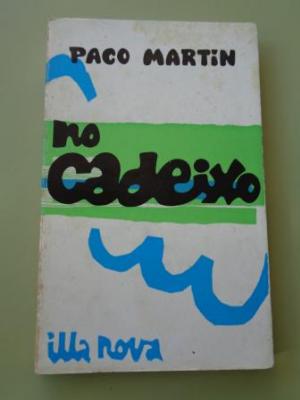 PACO MARTIN
no
cadeixo
illa nova